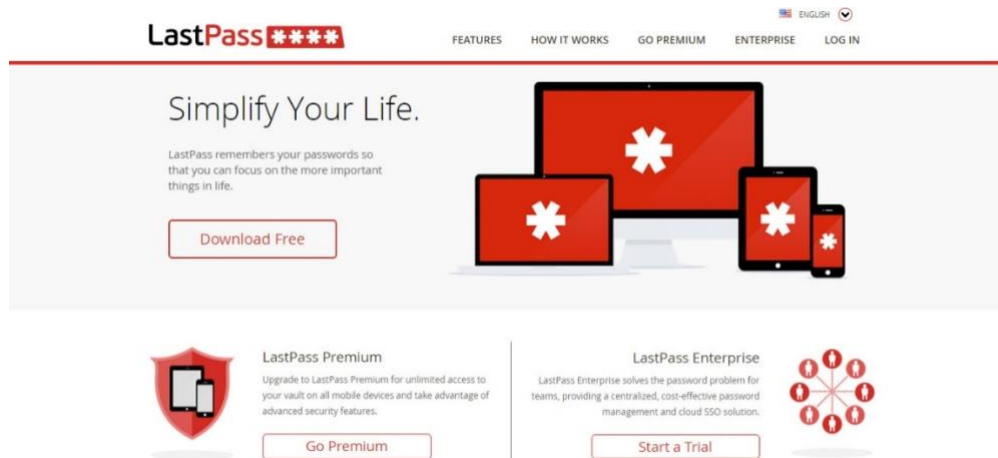 ENGLISH
LastPass ****
FEATURES HOW IT WORKS GO PREMIUM ENTERPRISE LOG IN
Simplify Your Life.
LastPass remembers your passwords so
that you can focus on the more important
things in life.
Download Free
LastPass Premium
Upgrade to LastPass Premium for unlimited access to
your vault on all mobile devices and take advantage of
advanced security features.
Go Premium
LastPass Enterprise
LastPass Enterprise solves the password problem for
teams, providing a centralized, cost-effective password
management and cloud SSO solution.
Start a Trial